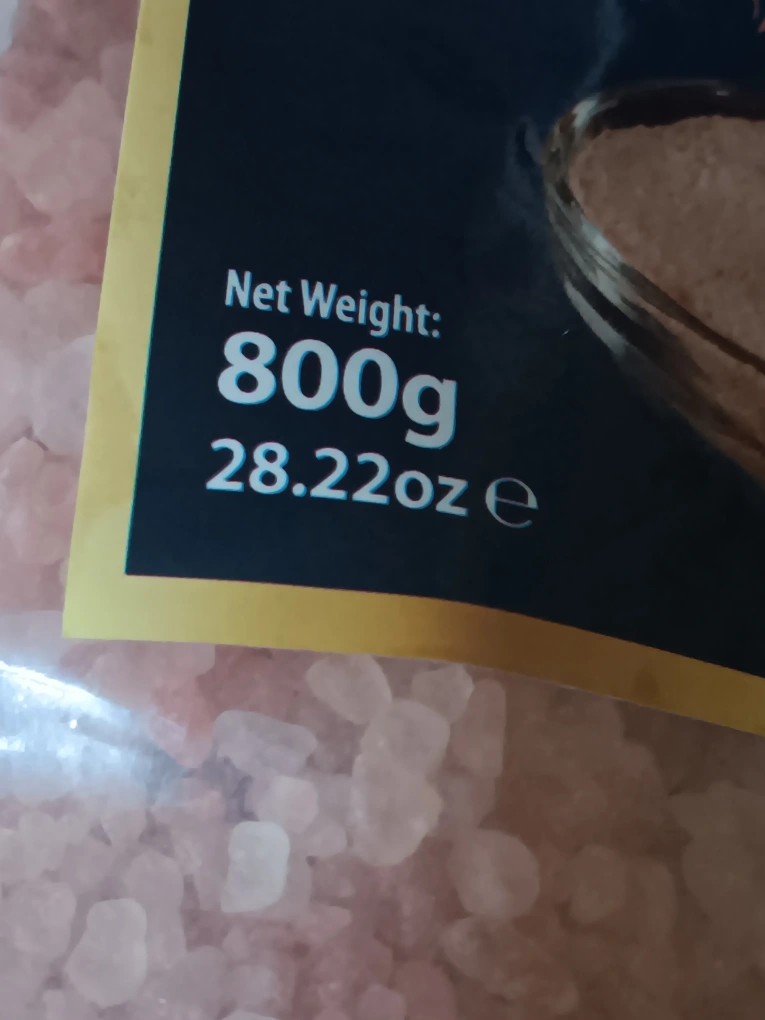 Net Weight:
800g
28.22oz ℮